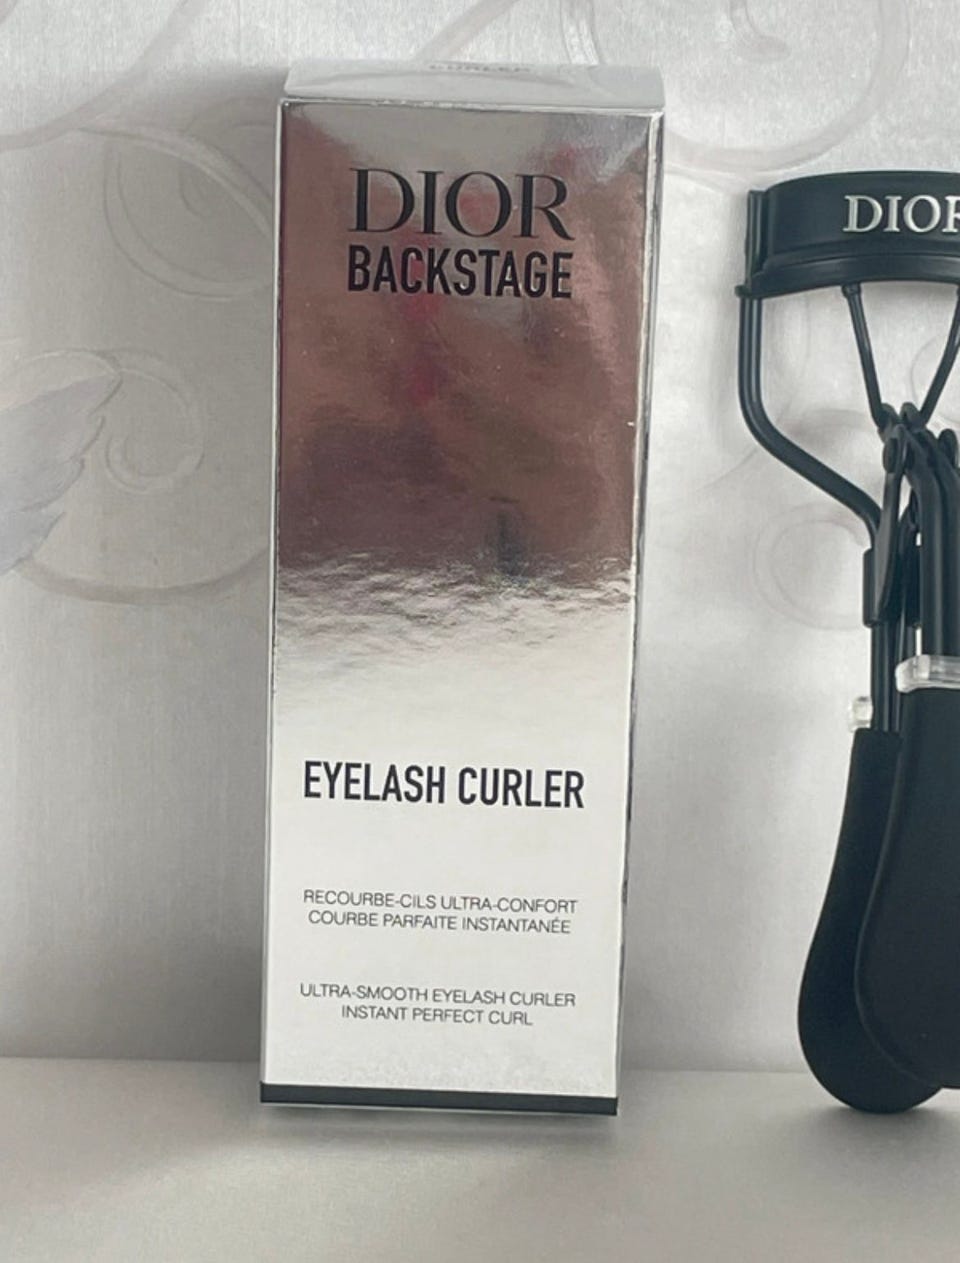 DIOR
BACKSTAGE
EYELASH CURLER
RECOURBE-CILS ULTRA-CONFORT
COURBE PARFAITE INSTANTANÉE
ULTRA-SMOOTH EYELASH CURLER
INSTANT PERFECT CURL
DIOR